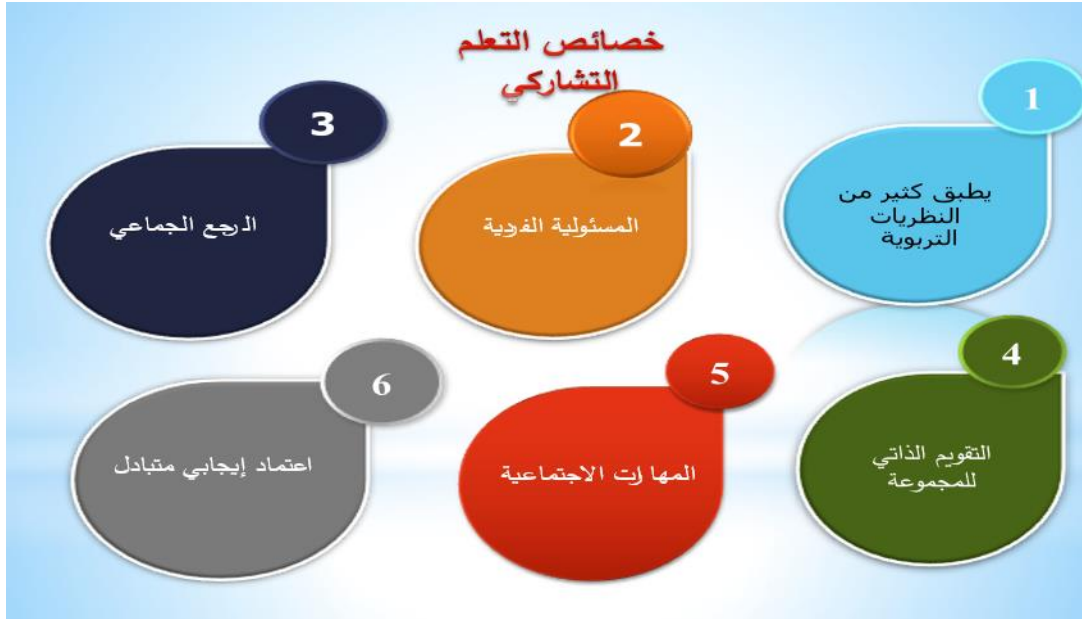 خصائص التعلم
التشاركي
1
يطبق كثير من
النظريات
التربوية
2
المسئولية الفردية
3
الرجع الجماعي
4
التقويم الذاتي
للمجموعة
5
المها رات الاجتماعية
6
اعتماد إيجابي متبادل